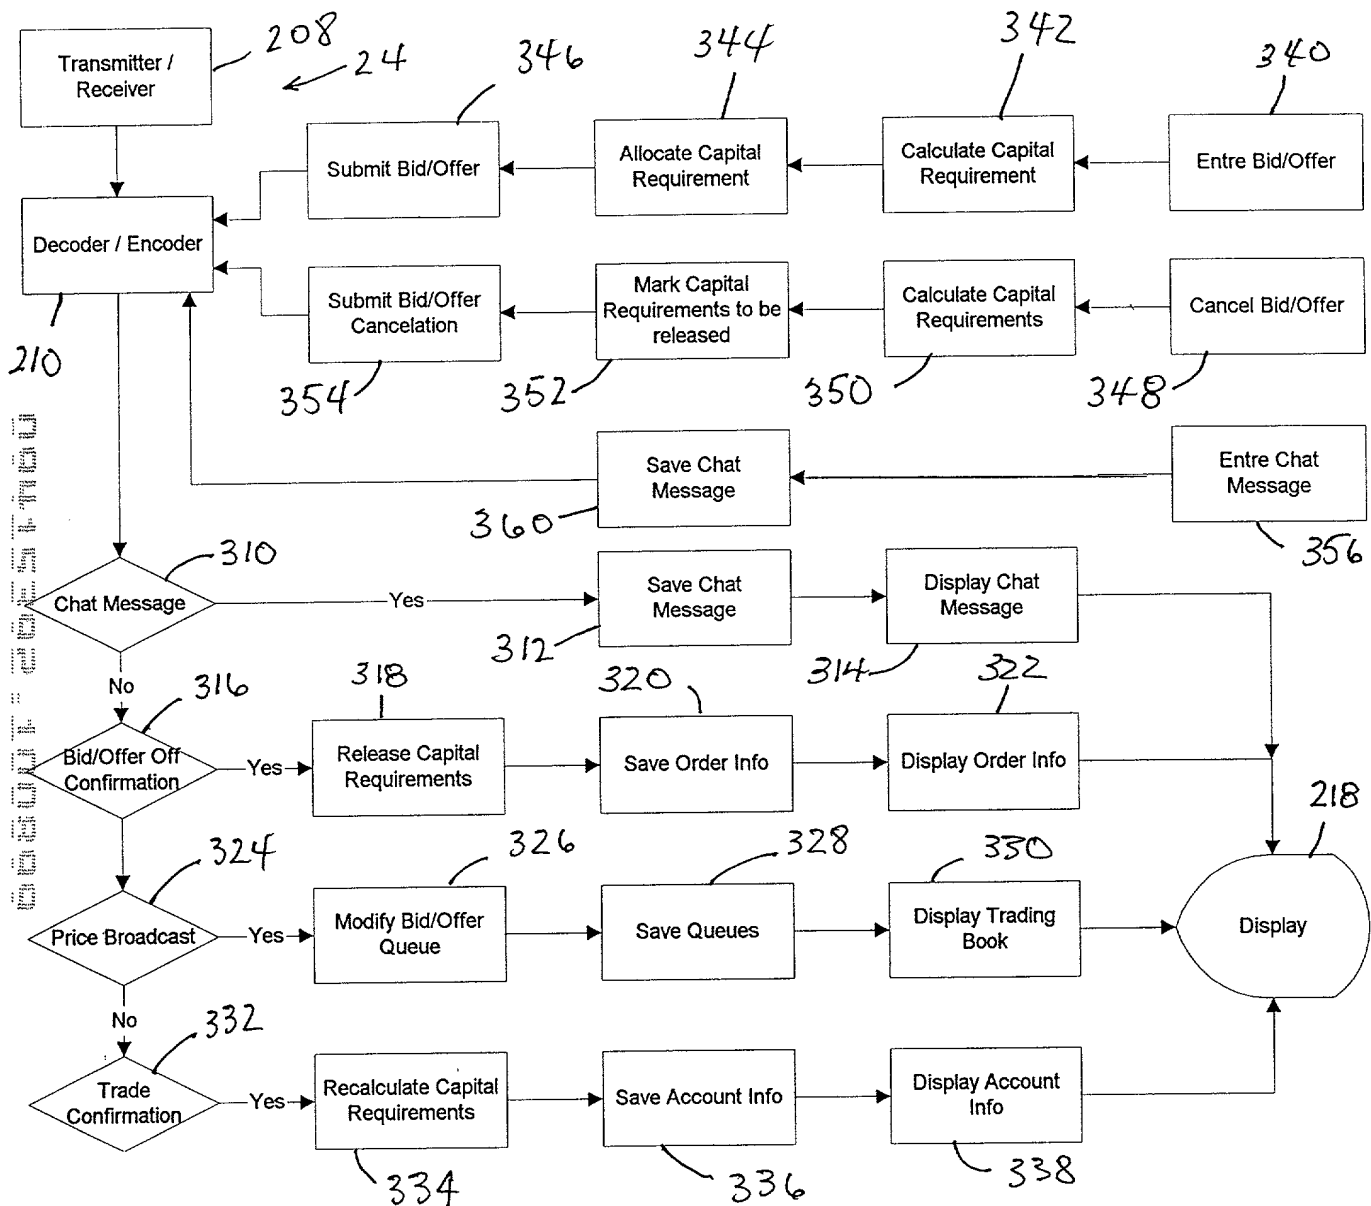 208
Transmitter /
Receiver
24
346
344
342
340
Submit Bid/Offer
Allocate Capital
Requirement
Calculate Capital
Requirement
Entre Bid/Offer
Decoder / Encoder
210
Submit Bid/Offer
Cancelation
Mark Capital
Requirements to be
released
Calculate Capital
Requirements
Cancel Bid/Offer
354
352
350
348
Save Chat
Message
Entre Chat
Message
360
356
310
Chat Message
Yes
Save Chat
Message
Display Chat
Message
312
314
No
316
318
320
322
Bid/Offer Off
Confirmation
Yes
Release Capital
Requirements
Save Order Info
Display Order Info
218
324
326
328
330
Price Broadcast
Yes
Modify Bid/Offer
Queue
Save Queues
Display Trading
Book
Display
No
332
Trade
Confirmation
Yes
Recalculate Capital
Requirements
Save Account Info
Display Account
Info
334
336
338